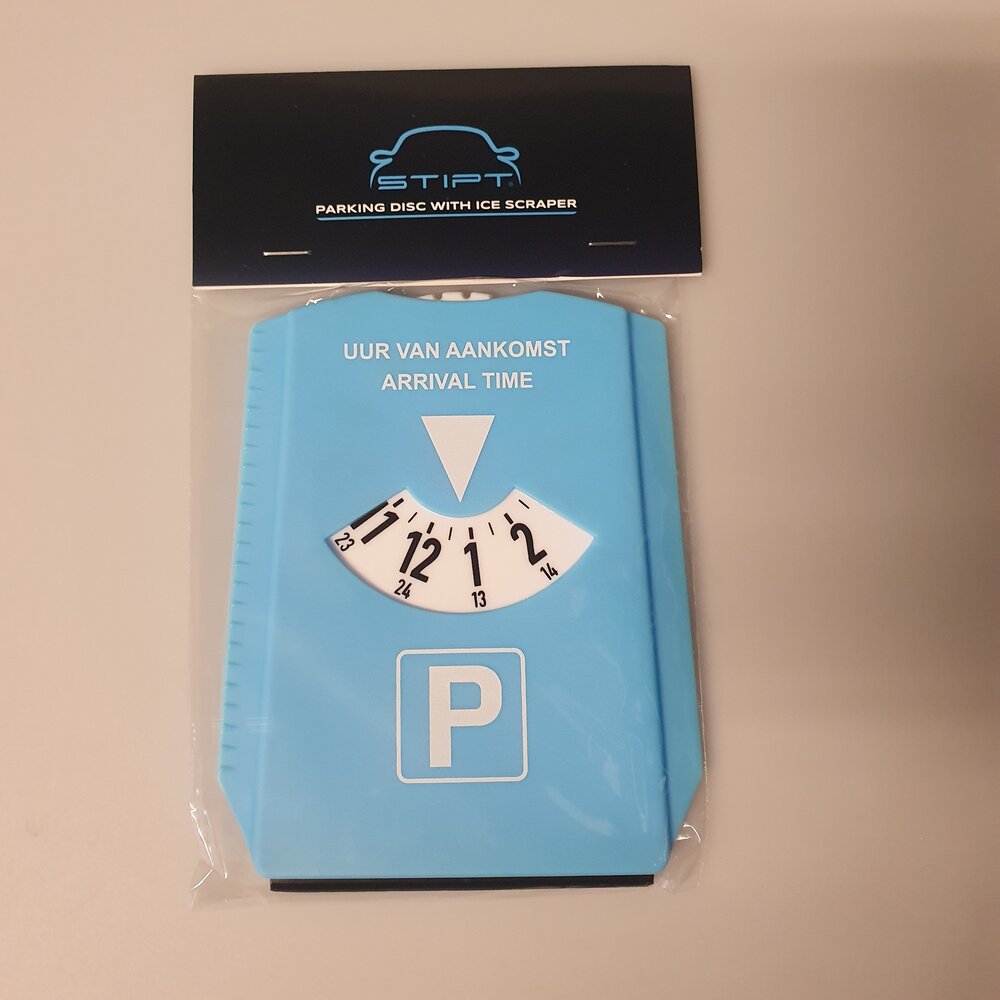 STIPT®
PARKING DISC WITH ICE SCRAPER
UUR VAN AANKOMST
ARRIVAL TIME
11 12 1 2
23 24 13 14
P